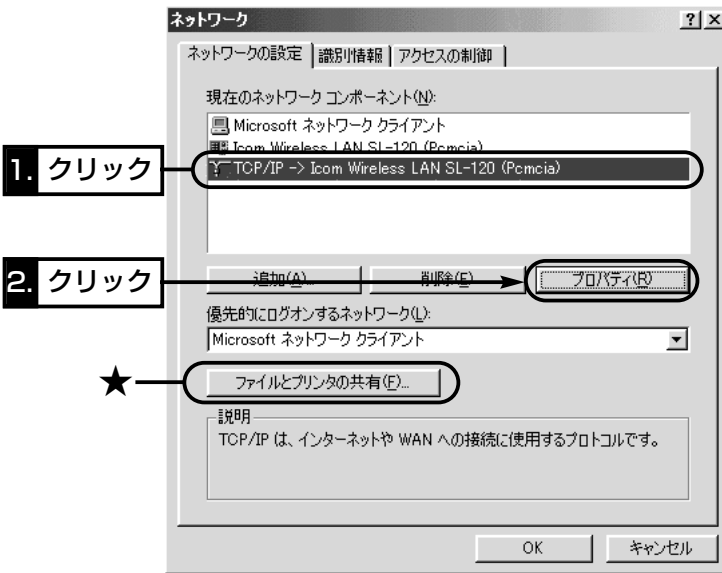 ネットワーク
? ×
ネットワークの設定 識別情報 アクセスの制御
現在のネットワーク コンポーネント(N):
Microsoft ネットワーク クライアント
Icom Wireless LAN SL-120 (Pcmcia)
1. クリック
TCP/IP -> Icom Wireless LAN SL-120 (Pcmcia)
2. クリック
追加(A)... 削除(E) プロパティ(R)
優先的にログオンするネットワーク(L):
Microsoft ネットワーク クライアント
★
ファイルとプリンタの共有(F)...
説明
TCP/IP は、インターネットや WAN への接続に使用するプロトコルです。
OK キャンセル